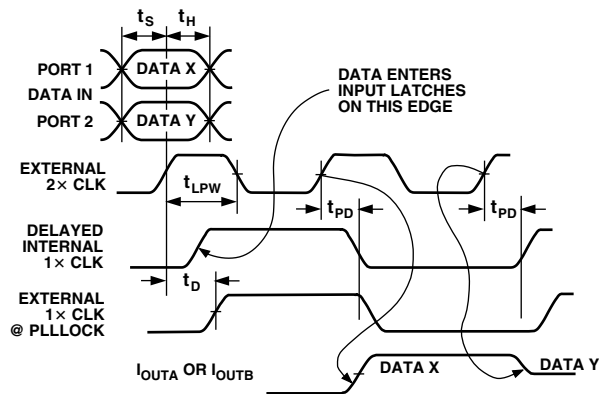 tS tH
PORT 1 DATA X
DATA IN
PORT 2 DATA Y
DATA ENTERS
INPUT LATCHES
ON THIS EDGE
EXTERNAL
2× CLK
tLPW
tPD
tPD
DELAYED
INTERNAL
1× CLK
tD
EXTERNAL
1× CLK
@ PLLLOCK
IOUTA OR IOUTB
DATA X
DATA Y